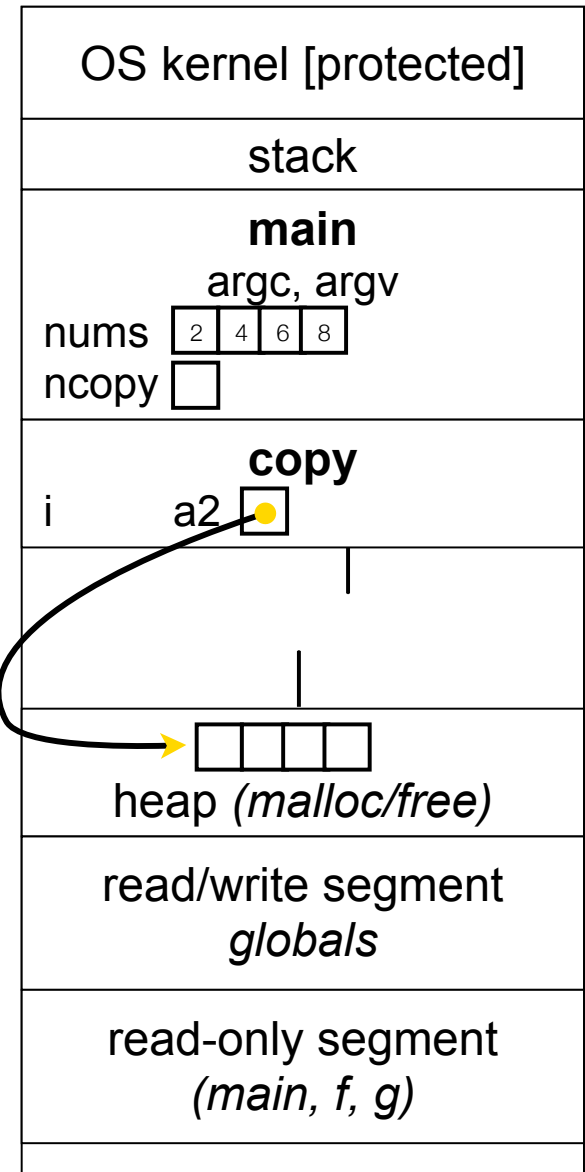 OS kernel [protected]
stack
main
argc, argv
nums 2 4 6 8
ncopy
copy
i a2
heap (malloc/free)
read/write segment
globals
read-only segment
(main, f, g)